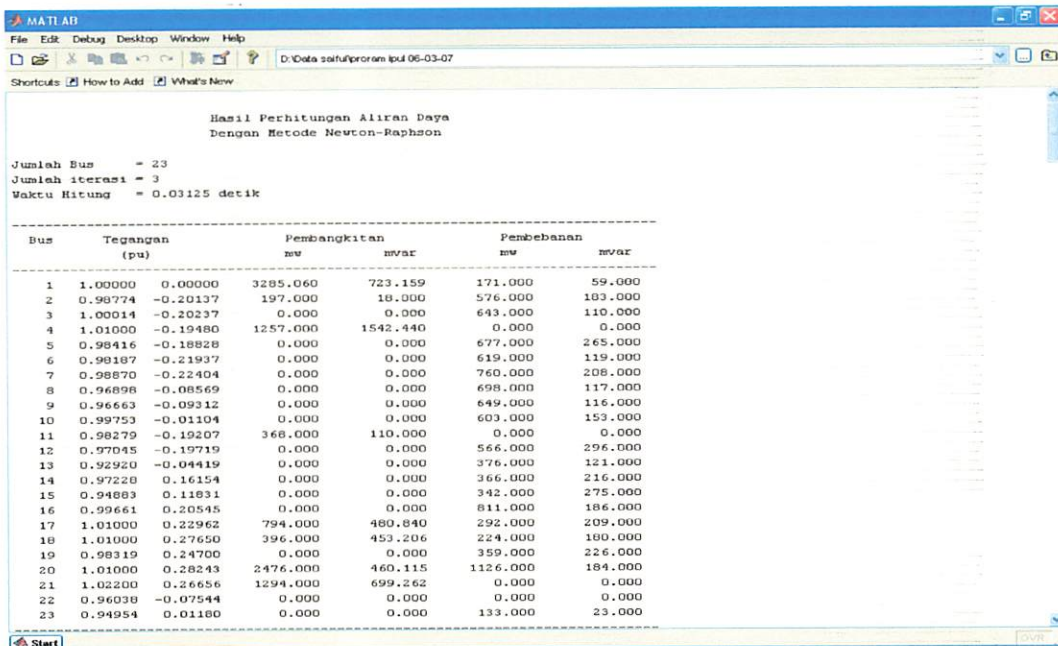 MATLAB
File Edit Debug Desktop Window Help
D:\Data saiful\proram ipul 06-03-07
Shortcuts How to Add What's New
Hasil Perhitungan Aliran Daya
Dengan Metode Newton-Raphson
Jumlah Bus = 23
Jumlah iterasi = 3
Waktu Hitung = 0.03125 detik
Bus Tegangan Pembangkitan Pembebanan
(pu) mw mvar mw mvar
1 1.00000 0.00000 3285.060 723.159 171.000 59.000
2 0.98774 -0.20137 197.000 18.000 576.000 183.000
3 1.00014 -0.20237 0.000 0.000 643.000 110.000
4 1.01000 -0.19480 1257.000 1542.440 0.000 0.000
5 0.98416 -0.18828 0.000 0.000 677.000 265.000
6 0.98187 -0.21937 0.000 0.000 619.000 119.000
7 0.98870 -0.22404 0.000 0.000 760.000 208.000
8 0.96898 -0.08569 0.000 0.000 698.000 117.000
9 0.96663 -0.09312 0.000 0.000 649.000 116.000
10 0.99753 -0.01104 0.000 0.000 603.000 153.000
11 0.98279 -0.19207 368.000 110.000 0.000 0.000
12 0.97045 -0.19719 0.000 0.000 566.000 296.000
13 0.92920 -0.04419 0.000 0.000 376.000 121.000
14 0.97228 0.16154 0.000 0.000 366.000 216.000
15 0.94883 0.11831 0.000 0.000 342.000 275.000
16 0.99661 0.20545 0.000 0.000 811.000 186.000
17 1.01000 0.22962 794.000 480.840 292.000 209.000
18 1.01000 0.27650 396.000 453.206 224.000 180.000
19 0.98319 0.24700 0.000 0.000 359.000 226.000
20 1.01000 0.28243 2476.000 460.115 1126.000 184.000
21 1.02200 0.26656 1294.000 699.262 0.000 0.000
22 0.96038 -0.07544 0.000 0.000 0.000 0.000
23 0.94954 0.01180 0.000 0.000 133.000 23.000
Start OVR